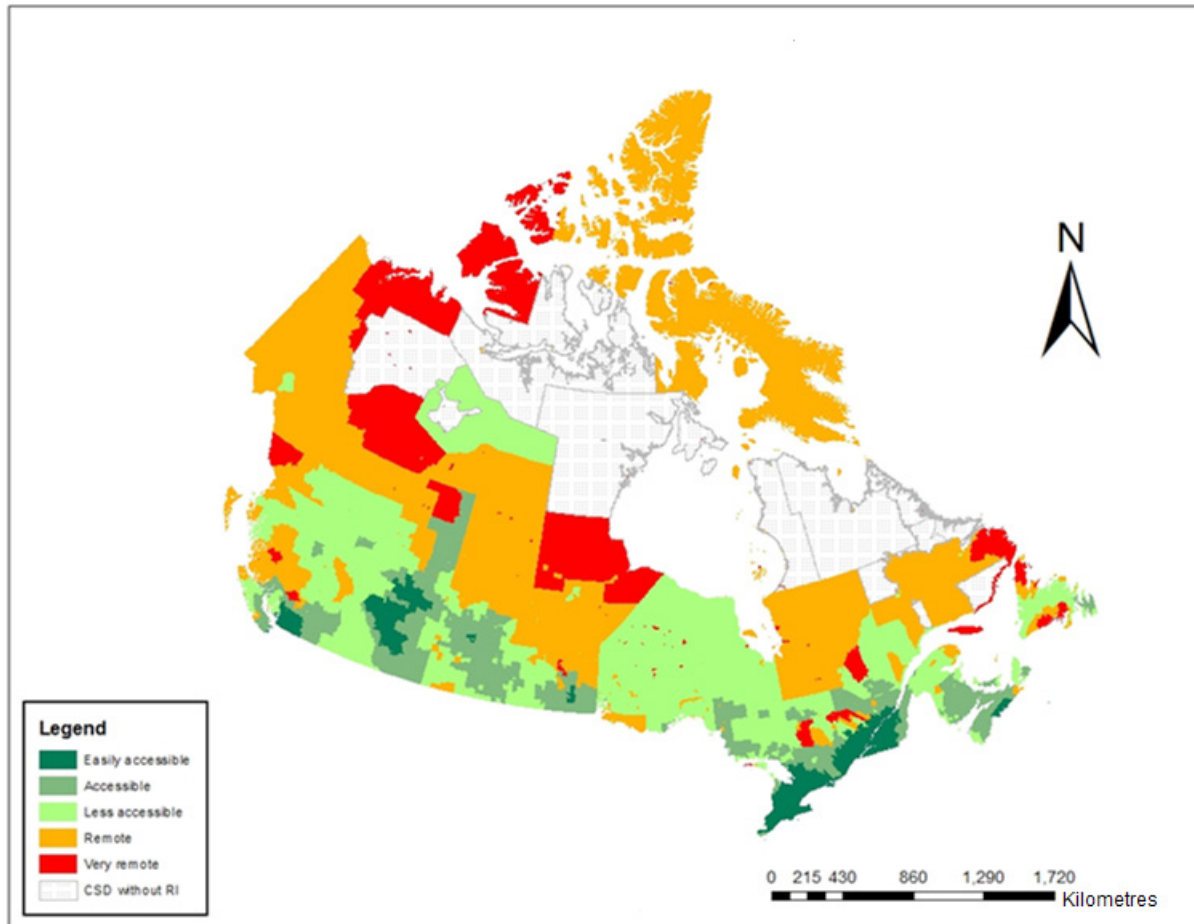 N
Legend
Easily accessible
Accessible
Less accessible
Remote
Very remote
CSD without RI
0 215 430 860 1,290 1,720
Kilometres